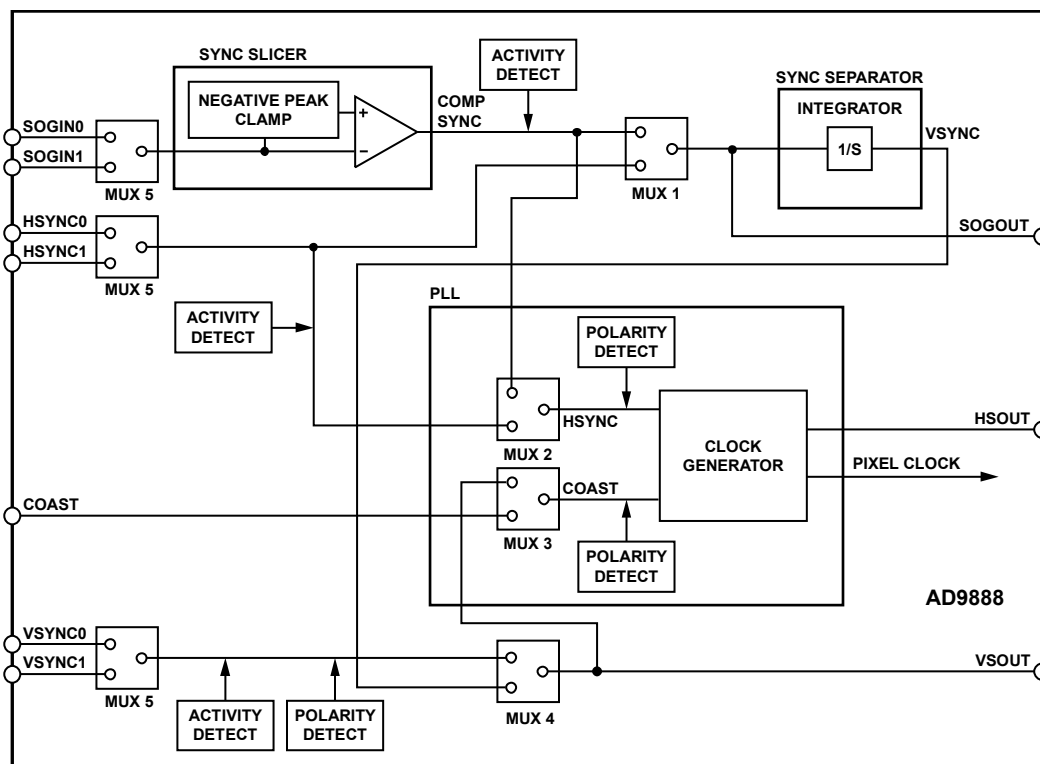 SYNC SLICER
NEGATIVE PEAK
CLAMP
+
−
COMP
SYNC
ACTIVITY
DETECT
SYNC SEPARATOR
INTEGRATOR
1/S
VSYNC
SOGIN0
SOGIN1
MUX 5
MUX 1
HSYNC0
HSYNC1
MUX 5
SOGOUT
ACTIVITY
DETECT
PLL
POLARITY
DETECT
HSYNC
MUX 2
CLOCK
GENERATOR
HSOUT
PIXEL CLOCK
COAST
COAST
MUX 3
POLARITY
DETECT
AD9888
VSYNC0
VSYNC1
MUX 5
ACTIVITY
DETECT
POLARITY
DETECT
MUX 4
VSOUT